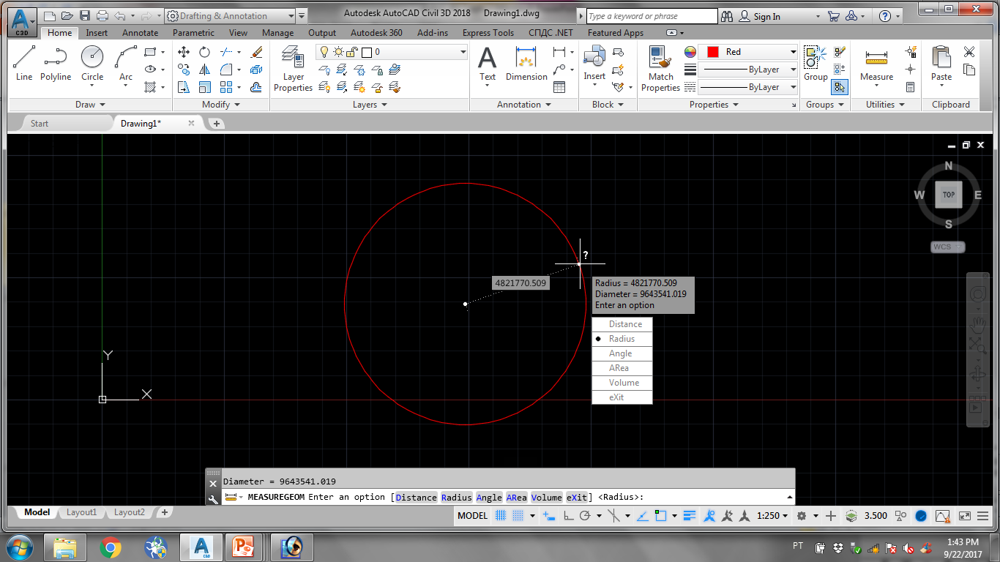 Drafting & Annotation
Autodesk AutoCAD Civil 3D 2018 Drawing1.dwg
Type a keyword or phrase
Sign In
C3D
Home Insert Annotate Parametric View Manage Output Autodesk 360 Add-ins Express Tools СПДС .NET Featured Apps
0
Red
Line Polyline Circle Arc
Layer Properties
Text Dimension
Insert
Match Properties
ByLayer
ByLayer
Group
Measure
Paste
Draw Modify Layers Annotation Block Properties Groups Utilities Clipboard
Start Drawing1*
N
W TOP E
S
WCS
?
4821770.509
Radius = 4821770.509
Diameter = 9643541.019
Enter an option
Distance
Radius
Angle
ARea
Volume
eXit
Y
X
Diameter = 9643541.019
MEASUREGEOM Enter an option [Distance Radius Angle ARea Volume eXit] <Radius>:
Model Layout1 Layout2
MODEL 1:250 3.500
C3D
PT
1:43 PM
9/22/2017